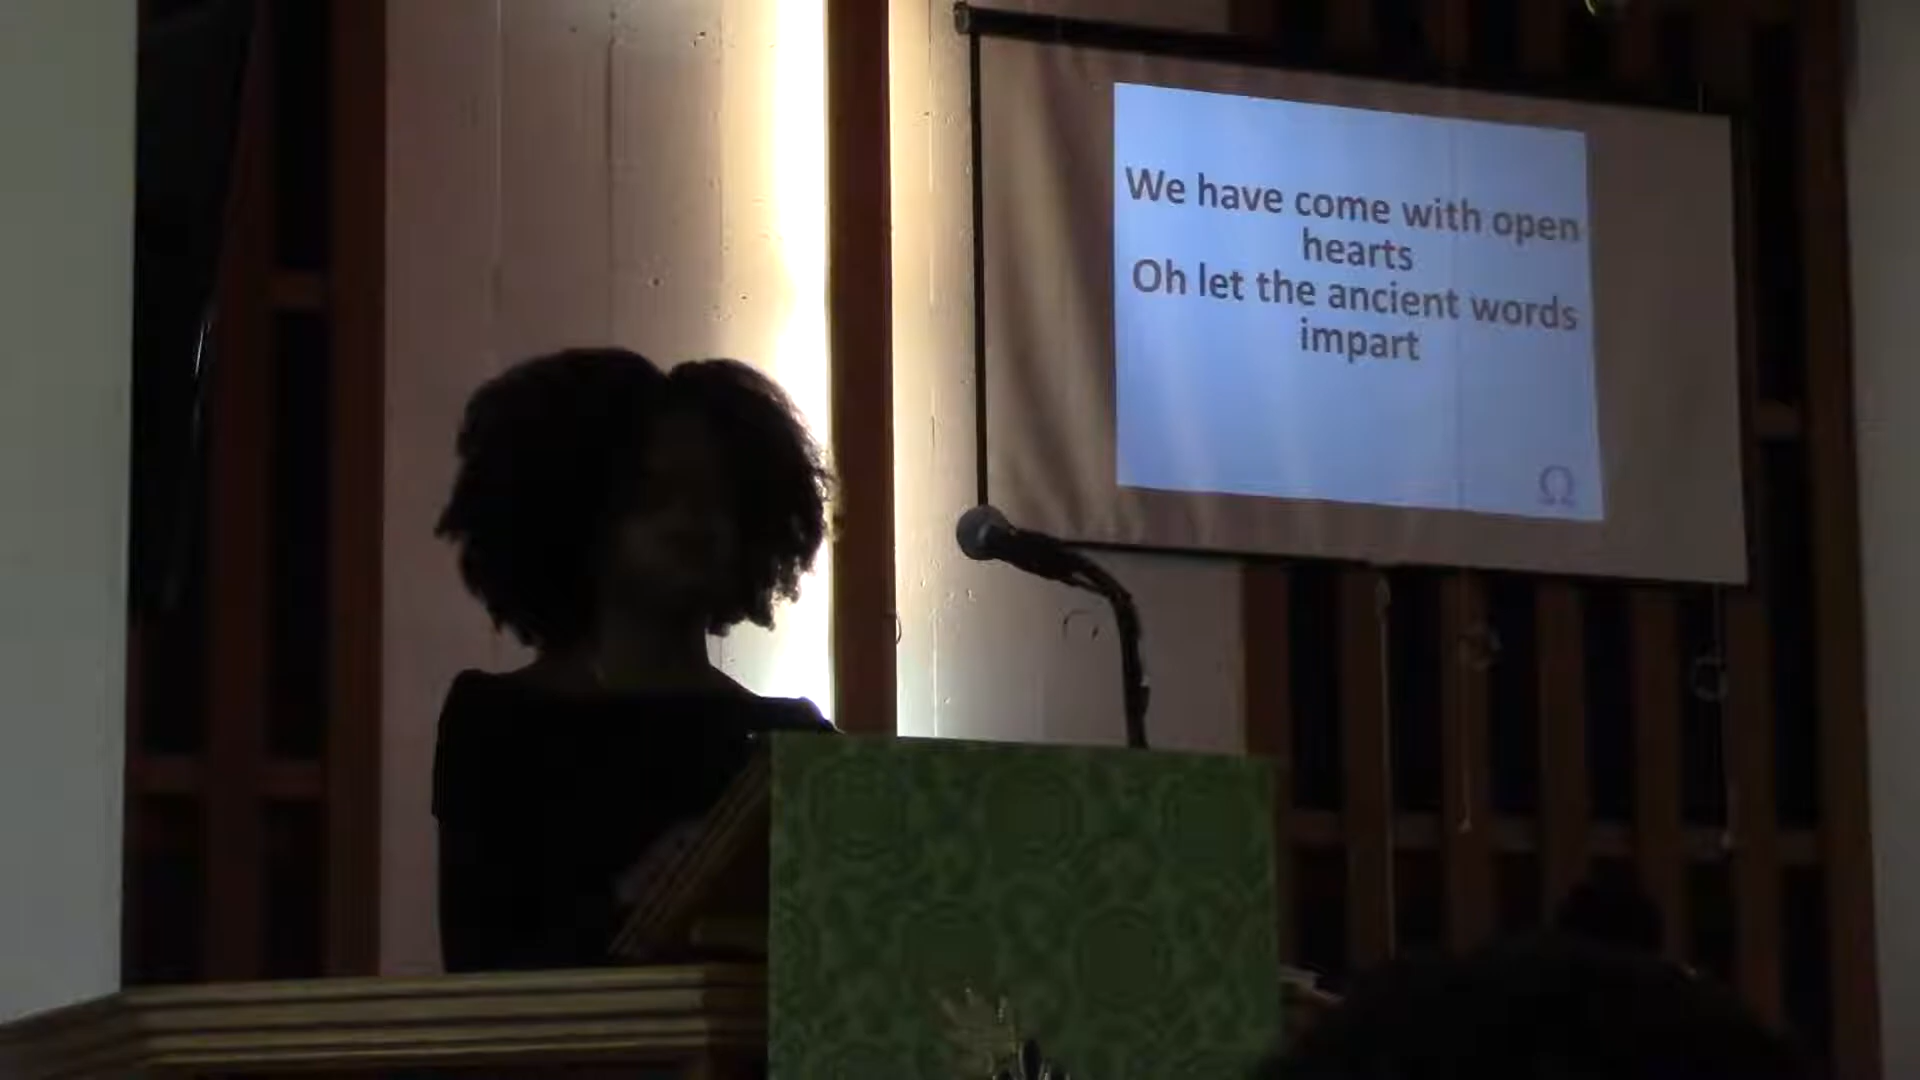 We have come with open
hearts
Oh let the ancient words
impart
Ω